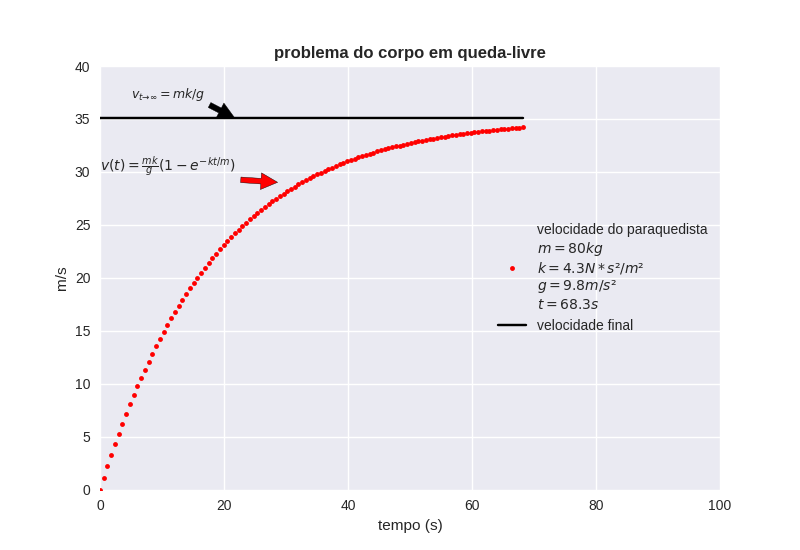 problema do corpo em queda-livre
40
35
30
25
20
15
10
5
0
m/s
v_{t→∞} = mk/g
v(t) = \frac{mk}{g}(1 − e^{−kt/m})
velocidade do paraquedista
m = 80kg
k = 4.3N * s²/m²
g = 9.8m/s²
t = 68.3s
velocidade final
0 20 40 60 80 100
tempo (s)